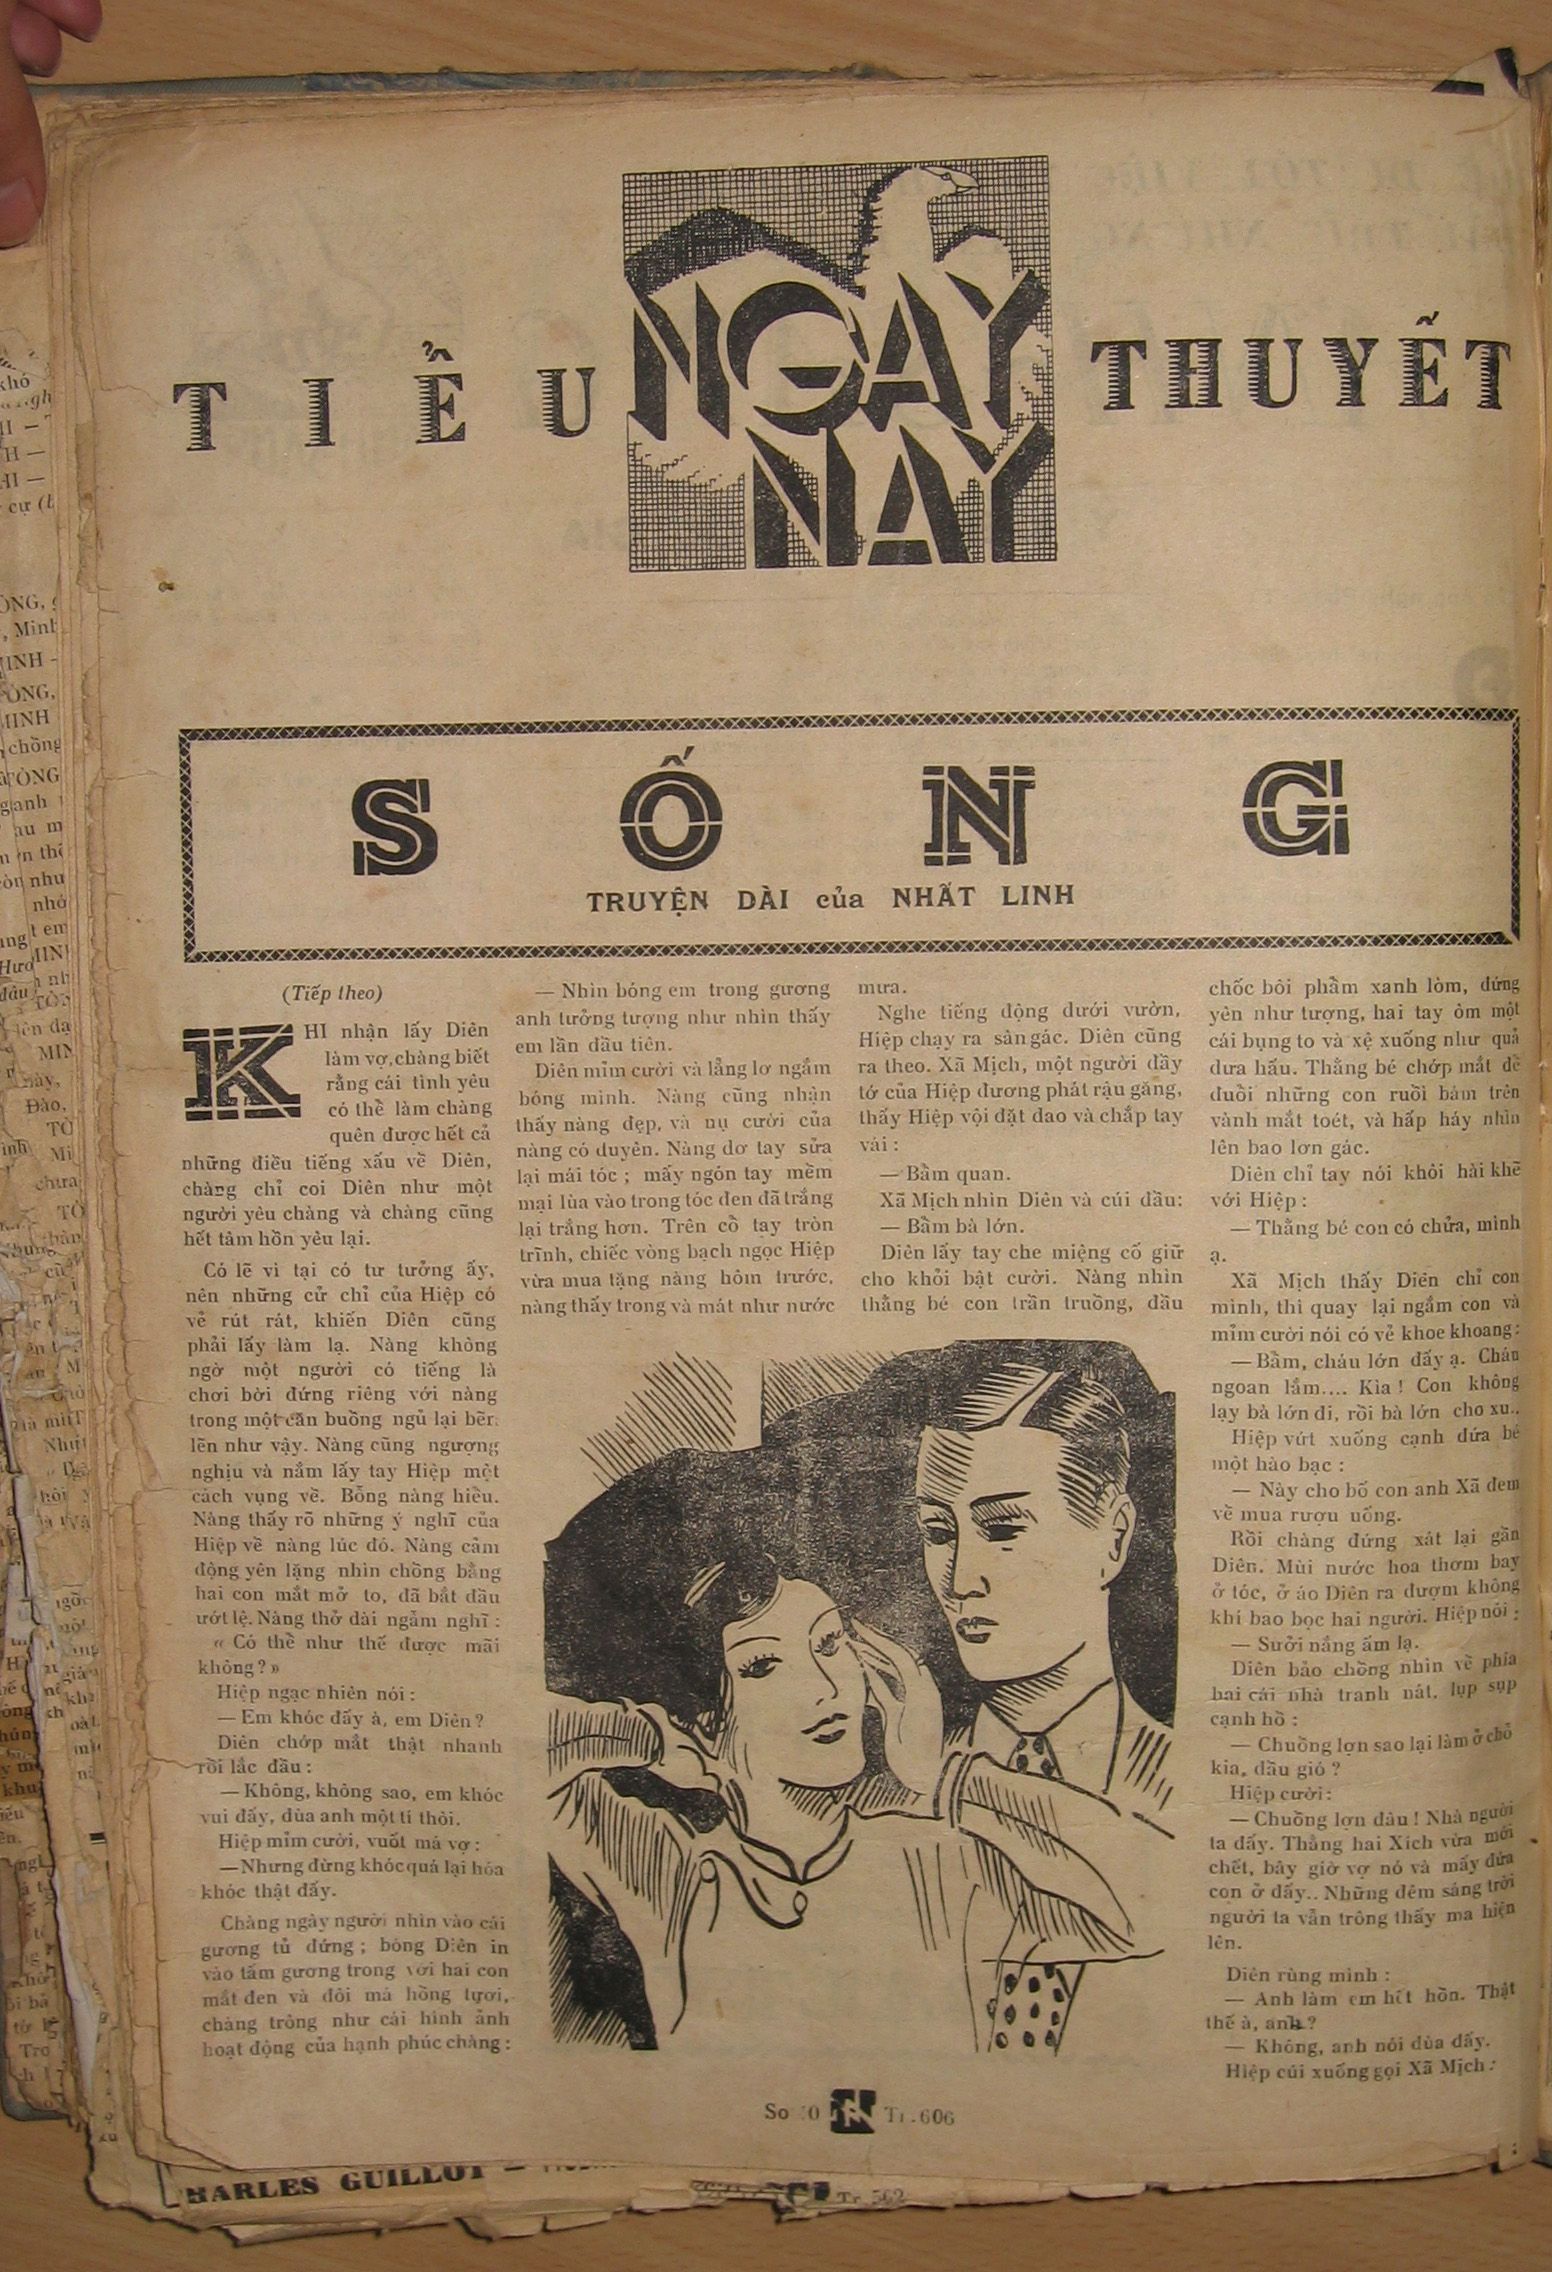 TIỂU NGAY NAY THUYẾT
SỐNG
TRUYỆN DÀI của NHẤT LINH
(Tiếp theo)
KHI nhận lấy Diên
làm vợ, chàng biết
rằng cái tình yêu
có thể làm chàng
quên được hết cả
những điều tiếng xấu về Diên,
chàng chỉ coi Diên như một
người yêu chàng và chàng cũng
hết tâm hồn yêu lại.
Có lẽ vì tại có tư tưởng ấy,
nên những cử chỉ của Hiệp có
vẻ rút rát, khiến Diên cũng
phải lấy làm lạ. Nàng không
ngờ một người có tiếng là
chơi bời đứng riêng với nàng
trong một căn buồng ngủ lại bẽn
lẽn như vậy. Nàng cũng ngượng
nghịu và nắm lấy tay Hiệp một
cách vụng về. Bỗng nàng hiểu.
Nàng thấy rõ những ý nghĩ của
Hiệp về nàng lúc đó. Nàng cảm
động yên lặng nhìn chồng bằng
hai con mắt mở to, đã bắt đầu
ướt lệ. Nàng thở dài ngẫm nghĩ :
« Có thể như thế được mãi
không ? »
Hiệp ngạc nhiên nói :
— Em khóc đấy à, em Diên ?
Diên chớp mắt thật nhanh
rồi lắc đầu :
— Không, không sao, em khóc
vui đấy, đùa anh một tí thôi.
Hiệp mỉm cười, vuốt má vợ :
— Nhưng đừng khóc quá lại hóa
khóc thật đấy.
Chàng ngây người nhìn vào cái
gương tủ đứng ; bóng Diên in
vào tấm gương trong với hai con
mắt đen và đôi má hồng tươi,
chàng trông như cái hình ảnh
hoạt động của hạnh phúc chàng :
— Nhìn bóng em trong gương
anh tưởng tượng như nhìn thấy
em lần đầu tiên.
Diên mỉm cười và lẳng lơ ngắm
bóng mình. Nàng cũng nhận
thấy nàng đẹp, và nụ cười của
nàng có duyên. Nàng dơ tay sửa
lại mái tóc ; mấy ngón tay mềm
mại lùa vào trong tóc đen đã trắng
lại trắng hơn. Trên cổ tay tròn
trĩnh, chiếc vòng bạch ngọc Hiệp
vừa mua tặng nàng hôm trước,
nàng thấy trong và mát như nước
mưa.
Nghe tiếng động dưới vườn,
Hiệp chạy ra sân gác. Diên cũng
ra theo. Xã Mịch, một người đầy
tớ của Hiệp đương phát rậu găng,
thấy Hiệp vội đặt dao và chắp tay
vái :
— Bẩm quan.
Xã Mịch nhìn Diên và cúi đầu :
— Bẩm bà lớn.
Diên lấy tay che miệng cố giữ
cho khỏi bật cười. Nàng nhìn
thằng bé con trần truồng, đầu
chốc bôi phẩm xanh lòm, đứng
yên như tượng, hai tay ôm một
cái bụng to và xệ xuống như quả
dưa hấu. Thằng bé chớp mắt để
đuổi những con ruồi bám trên
vành mắt toét, và hấp háy nhìn
lên bao lơn gác.
Diên chỉ tay nói khôi hài khẽ
với Hiệp :
— Thằng bé con có chửa, mình
ạ.
Xã Mịch thấy Diên chỉ con
mình, thì quay lại ngắm con và
mỉm cười nói có vẻ khoe khoang :
— Bẩm, cháu lớn đấy ạ. Cháu
ngoan lắm.... Kìa ! Con không
lạy bà lớn đi, rồi bà lớn cho xu..
Hiệp vứt xuống cạnh đứa bé
một hào bạc :
— Này cho bố con anh Xã đem
về mua rượu uống.
Rồi chàng đứng xát lại gần
Diên. Mùi nước hoa thơm bay
ở tóc, ở áo Diên ra đượm không
khí bao bọc hai người. Hiệp nói :
— Sưởi nắng ấm lạ.
Diên bảo chồng nhìn về phía
hai cái nhà tranh nát, lụp sụp
cạnh hồ :
— Chuồng lợn sao lại làm ở chỗ
kia, đầu gió ?
Hiệp cười :
— Chuồng lợn đâu ! Nhà người
ta đấy. Thằng hai Xích vừa mới
chết, bây giờ vợ nó và mấy đứa
con ở đấy.. Những đêm sáng trời
người ta vẫn trông thấy ma hiện
lên.
Diên rùng mình :
— Anh làm em hết hồn. Thật
thế à, anh ?
— Không, anh nói đùa đấy.
Hiệp cúi xuống gọi Xã Mịch :
So Tr. 606
HARLES GUILLOT —
Tr. 562